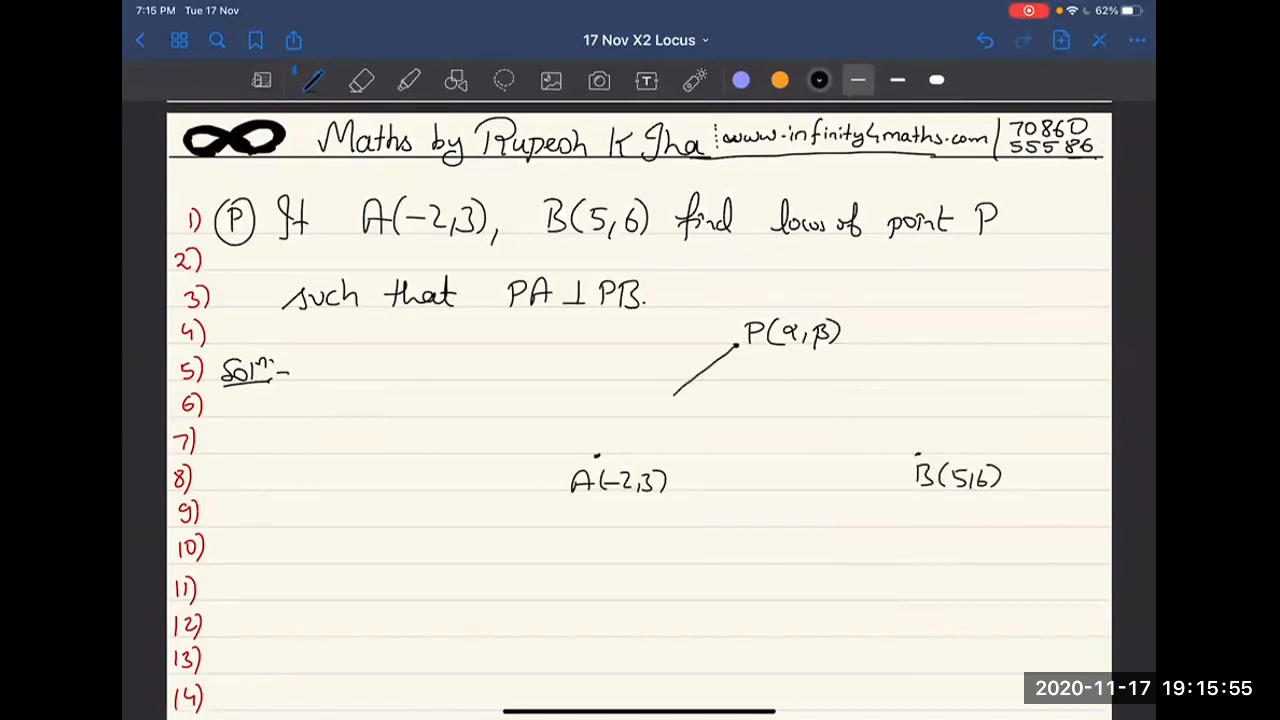 7:15 PM Tue 17 Nov
62%
17 Nov X2 Locus
Maths by Rupesh K Jha www.infinity4maths.com 70860
55586
1) P If A(-2,3), B(5,6) find locus of point P
2)
3) such that PA ⊥ PB.
4) P(α, β)
5) Solⁿ:-
6)
7)
8) A(-2,3) B(5,6)
9)
10)
11)
12)
13)
14)
2020-11-17 19:15:55